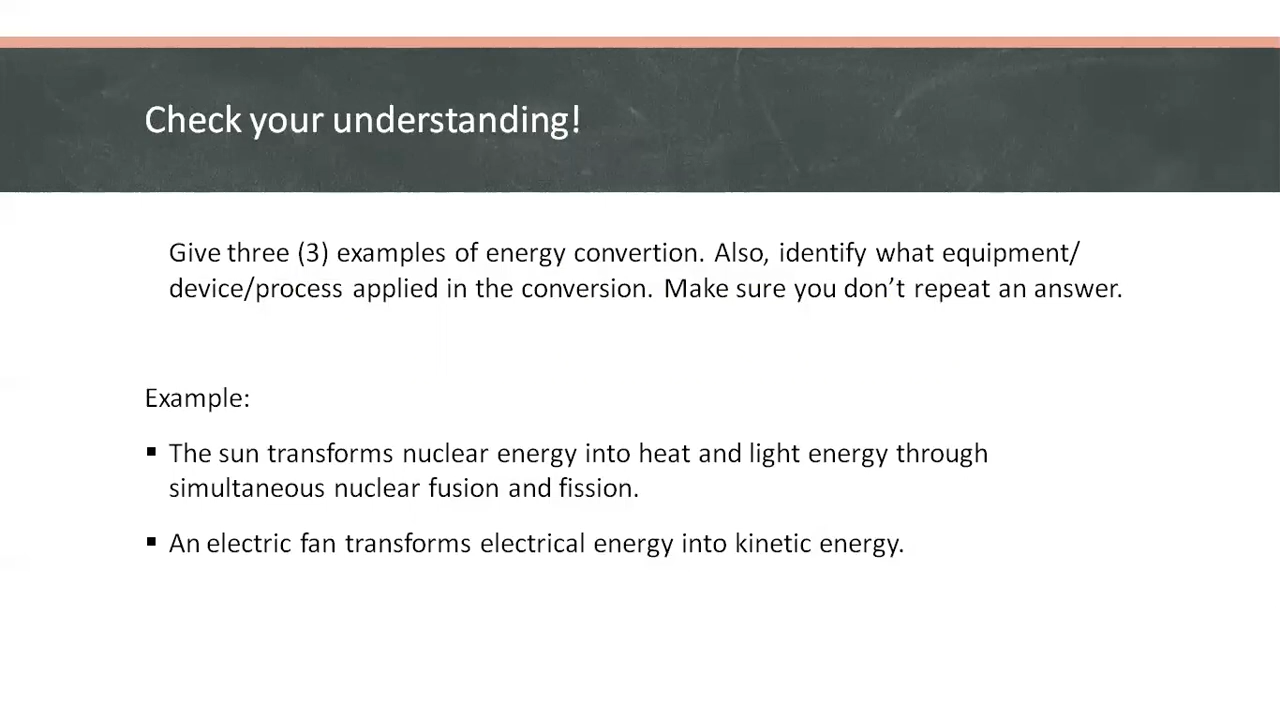 Check your understanding!
Give three (3) examples of energy convertion. Also, identify what equipment/
device/process applied in the conversion. Make sure you don't repeat an answer.
Example:
▪ The sun transforms nuclear energy into heat and light energy through
simultaneous nuclear fusion and fission.
▪ An electric fan transforms electrical energy into kinetic energy.